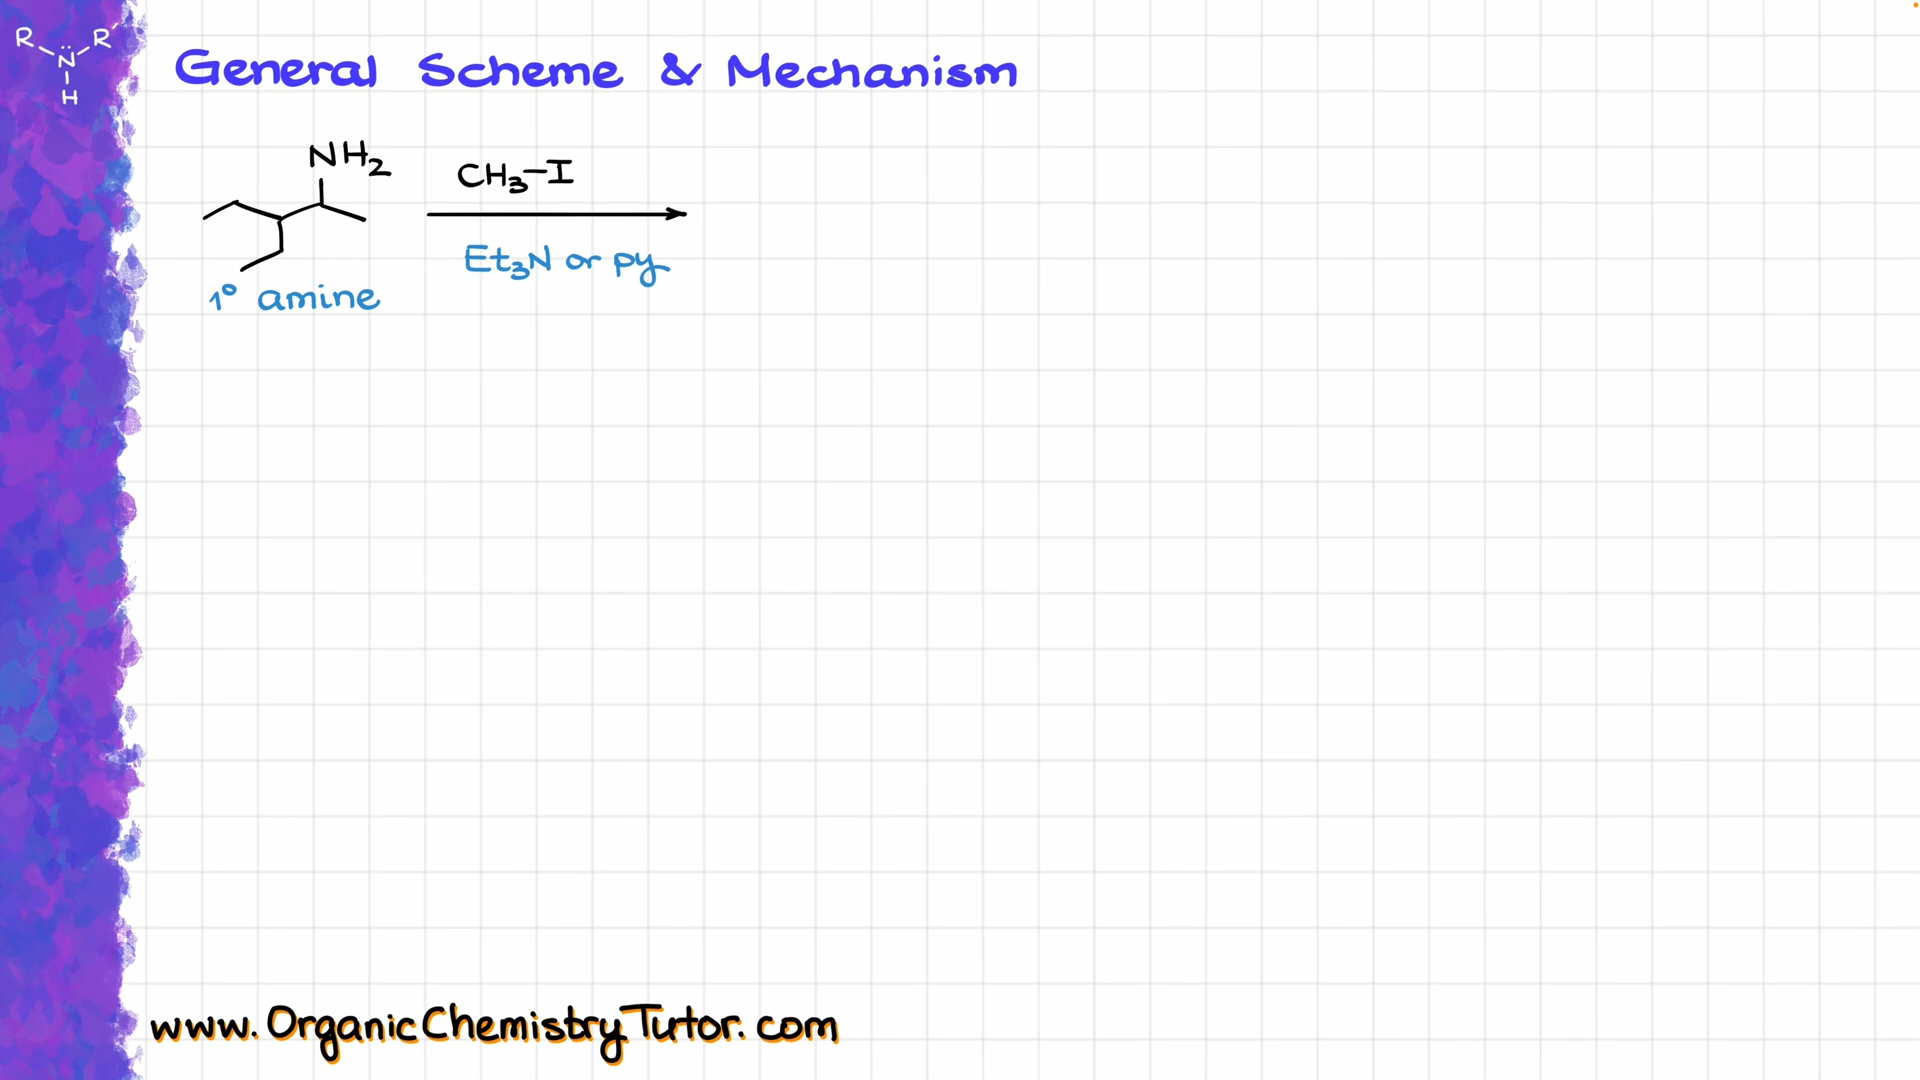 R R'
N
H
General Scheme & Mechanism
NH₂
CH₃-I
Et₃N or py
1° amine
www.OrganicChemistryTutor.com